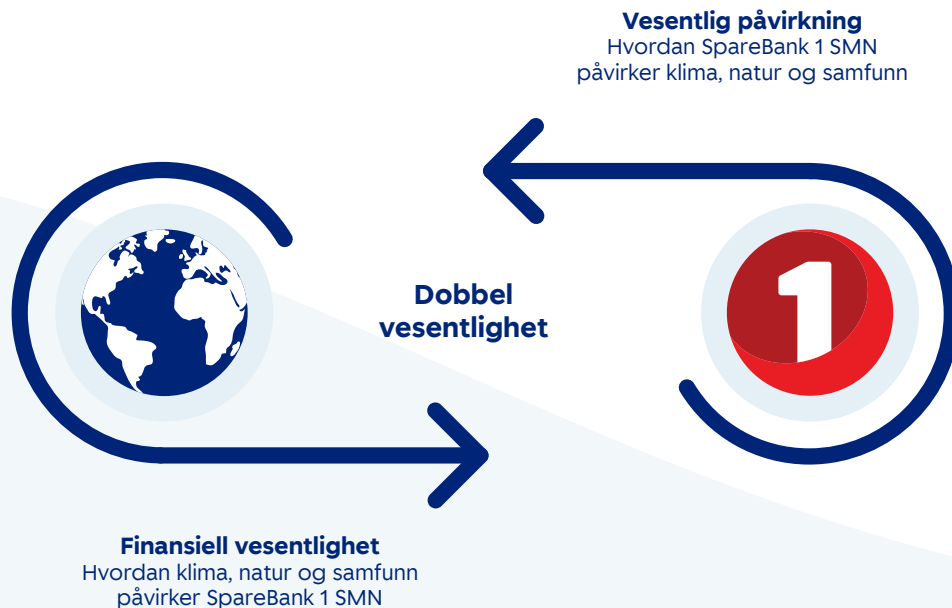 Vesentlig påvirkning
Hvordan SpareBank 1 SMN
påvirker klima, natur og samfunn
Dobbel
vesentlighet
1
Finansiell vesentlighet
Hvordan klima, natur og samfunn
påvirker SpareBank 1 SMN